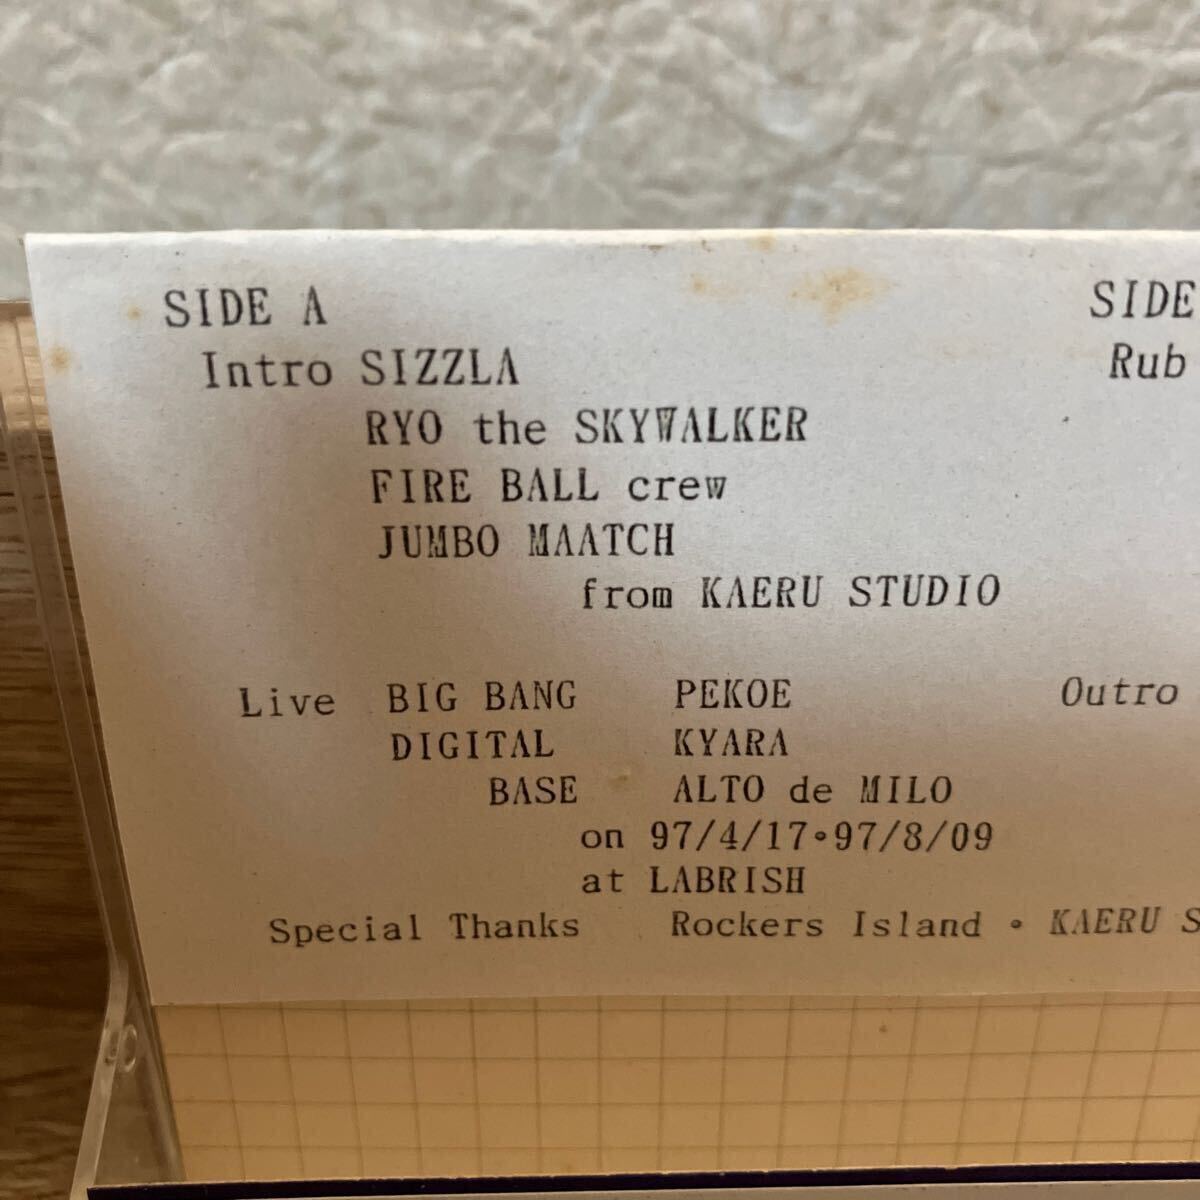 SIDE A
Intro SIZZLA
RYO the SKYWALKER
FIRE BALL crew
JUMBO MAATCH
from KAERU STUDIO
Live BIG BANG PEKOE
DIGITAL KYARA
BASE ALTO de MILO
on 97/4/17・97/8/09
at LABRISH
Special Thanks Rockers Island・KAERU S
SIDE
Rub
Outro